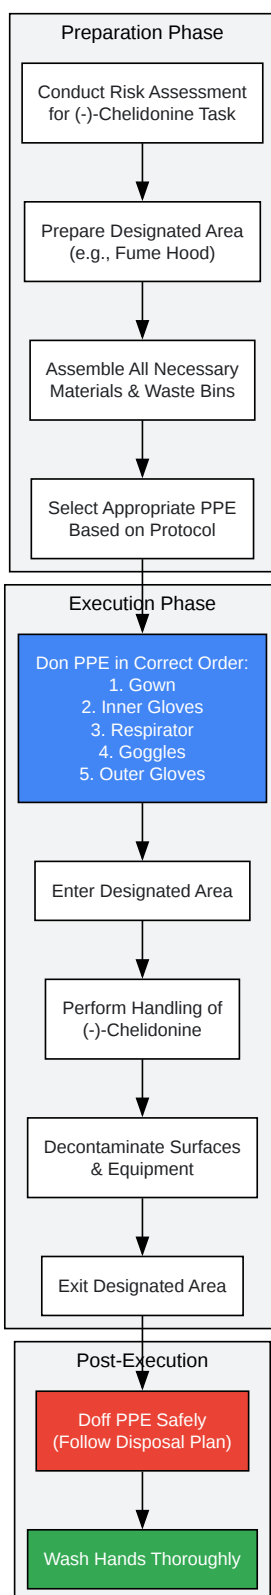 Preparation Phase
Conduct Risk Assessment
for (-)-Chelidonine Task
Prepare Designated Area
(e.g., Fume Hood)
Assemble All Necessary
Materials & Waste Bins
Select Appropriate PPE
Based on Protocol
Execution Phase
Don PPE in Correct Order:
1. Gown
2. Inner Gloves
3. Respirator
4. Goggles
5. Outer Gloves
Enter Designated Area
Perform Handling of
(-)-Chelidonine
Decontaminate Surfaces
& Equipment
Exit Designated Area
Post-Execution
Doff PPE Safely
(Follow Disposal Plan)
Wash Hands Thoroughly